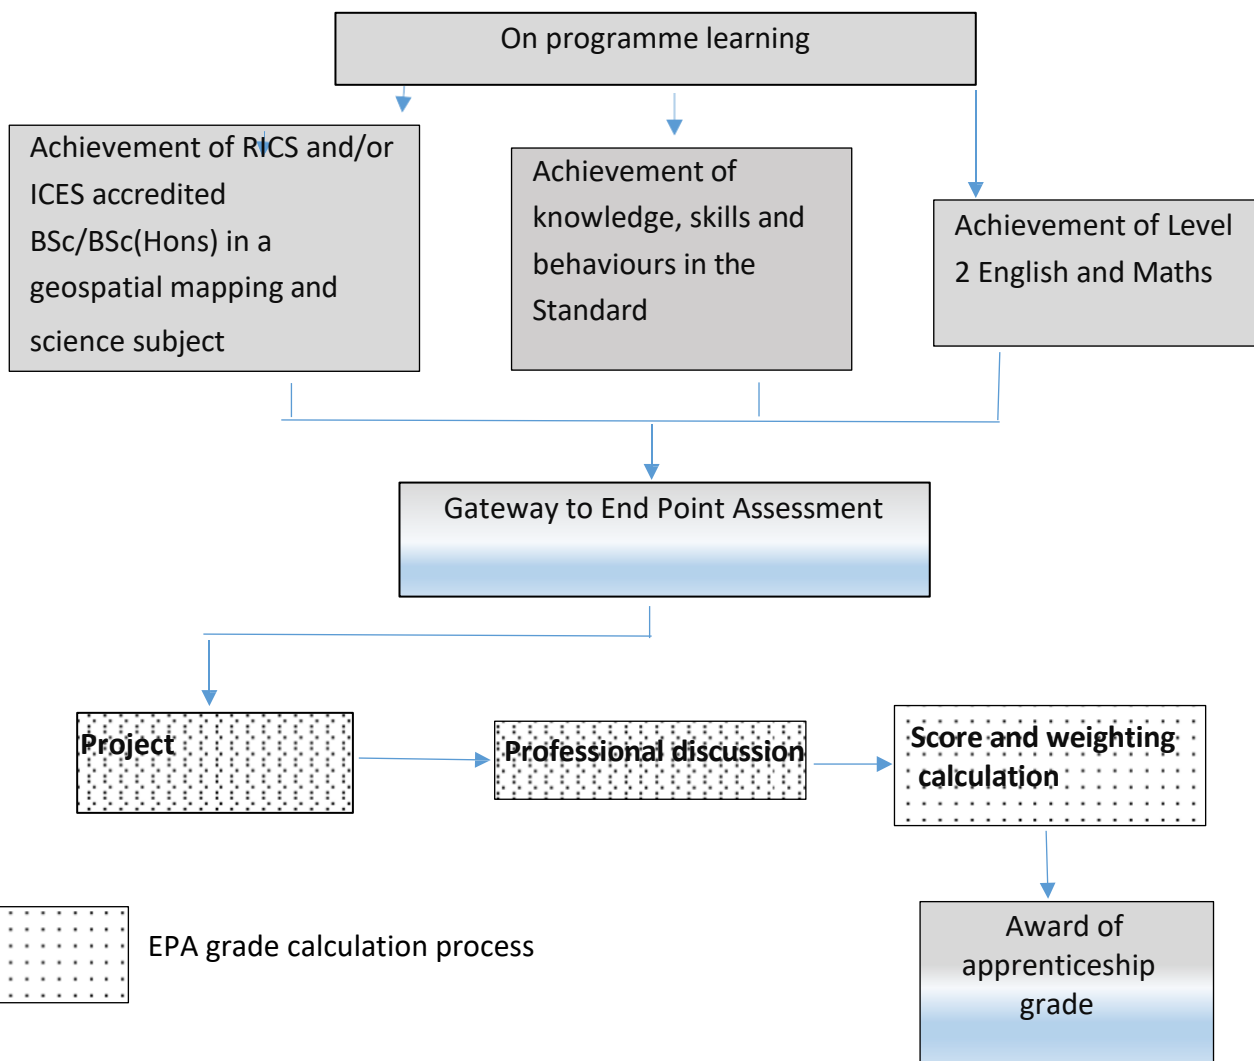 On programme learning
Achievement of RICS and/or
ICES accredited
BSc/BSc(Hons) in a
geospatial mapping and
science subject
Achievement of
knowledge, skills and
behaviours in the
Standard
Achievement of Level
2 English and Maths
Gateway to End Point Assessment
Project
Professional discussion
Score and weighting
calculation
EPA grade calculation process
Award of
apprenticeship
grade